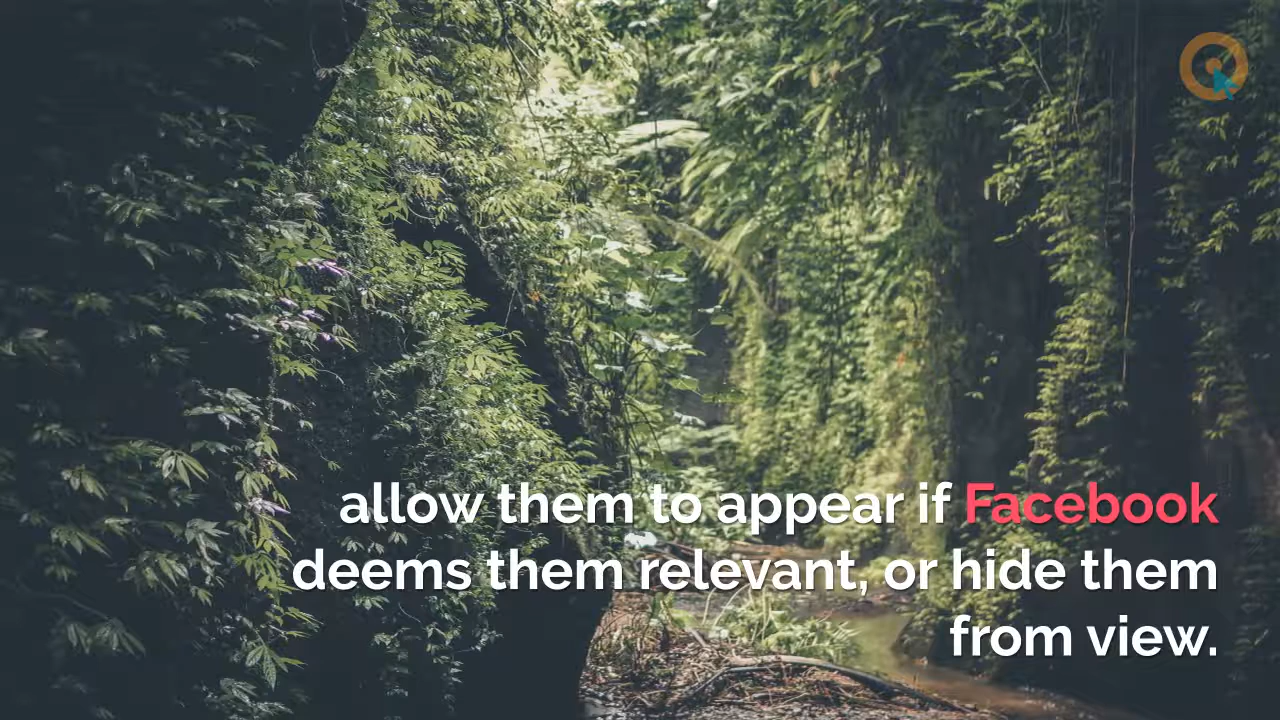 allow them to appear if Facebook
deems them relevant, or hide them
from view.